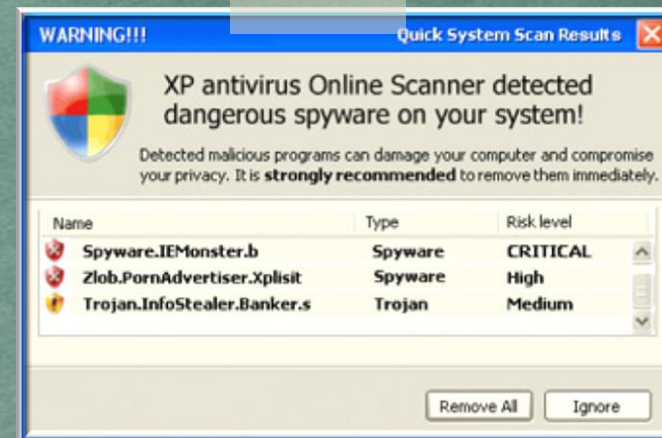 WARNING!!! Quick System Scan Results
XP antivirus Online Scanner detected
dangerous spyware on your system!
Detected malicious programs can damage your computer and compromise
your privacy. It is strongly recommended to remove them immediately.
Name Type Risk level
Spyware.IEMonster.b Spyware CRITICAL
Zlob.PornAdvertiser.Xplisit Spyware High
Trojan.InfoStealer.Banker.s Trojan Medium
Remove All Ignore